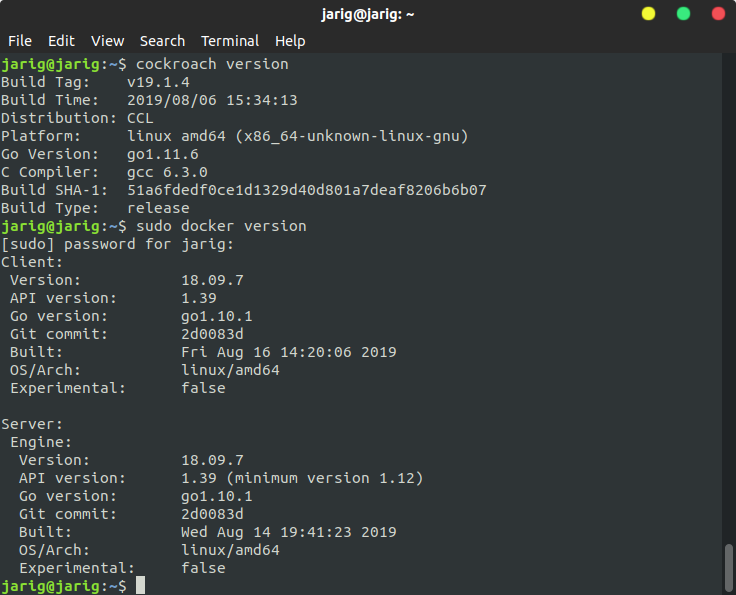 jarig@jarig: ~
File Edit View Search Terminal Help
jarig@jarig:~$ cockroach version
Build Tag:    v19.1.4
Build Time:   2019/08/06 15:34:13
Distribution: CCL
Platform:     linux amd64 (x86_64-unknown-linux-gnu)
Go Version:   go1.11.6
C Compiler:   gcc 6.3.0
Build SHA-1:  51a6fdedf0ce1d1329d40d801a7deaf8206b6b07
Build Type:   release
jarig@jarig:~$ sudo docker version
[sudo] password for jarig:
Client:
 Version:           18.09.7
 API version:       1.39
 Go version:        go1.10.1
 Git commit:        2d0083d
 Built:             Fri Aug 16 14:20:06 2019
 OS/Arch:           linux/amd64
 Experimental:      false

Server:
 Engine:
  Version:          18.09.7
  API version:      1.39 (minimum version 1.12)
  Go version:       go1.10.1
  Git commit:       2d0083d
  Built:            Wed Aug 14 19:41:23 2019
  OS/Arch:          linux/amd64
  Experimental:     false
jarig@jarig:~$